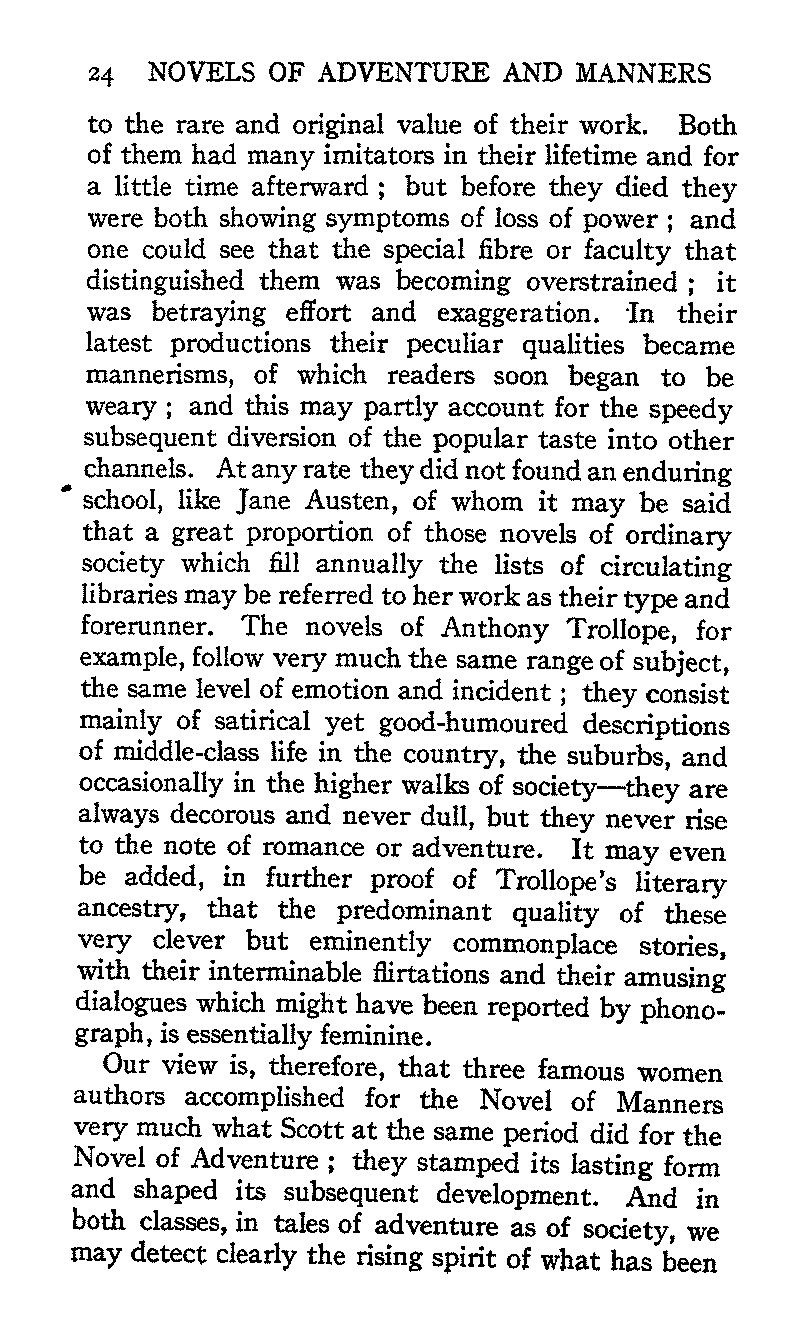 24 NOVELS OF ADVENTURE AND MANNERS
to the rare and original value of their work. Both
of them had many imitators in their lifetime and for
a little time afterward ; but before they died they
were both showing symptoms of loss of power ; and
one could see that the special fibre or faculty that
distinguished them was becoming overstrained ; it
was betraying effort and exaggeration. In their
latest productions their peculiar qualities became
mannerisms, of which readers soon began to be
weary ; and this may partly account for the speedy
subsequent diversion of the popular taste into other
channels. At any rate they did not found an enduring
school, like Jane Austen, of whom it may be said
that a great proportion of those novels of ordinary
society which fill annually the lists of circulating
libraries may be referred to her work as their type and
forerunner. The novels of Anthony Trollope, for
example, follow very much the same range of subject,
the same level of emotion and incident ; they consist
mainly of satirical yet good-humoured descriptions
of middle-class life in the country, the suburbs, and
occasionally in the higher walks of society—they are
always decorous and never dull, but they never rise
to the note of romance or adventure. It may even
be added, in further proof of Trollope's literary
ancestry, that the predominant quality of these
very clever but eminently commonplace stories,
with their interminable flirtations and their amusing
dialogues which might have been reported by phono-
graph, is essentially feminine.
Our view is, therefore, that three famous women
authors accomplished for the Novel of Manners
very much what Scott at the same period did for the
Novel of Adventure ; they stamped its lasting form
and shaped its subsequent development. And in
both classes, in tales of adventure as of society, we
may detect clearly the rising spirit of what has been